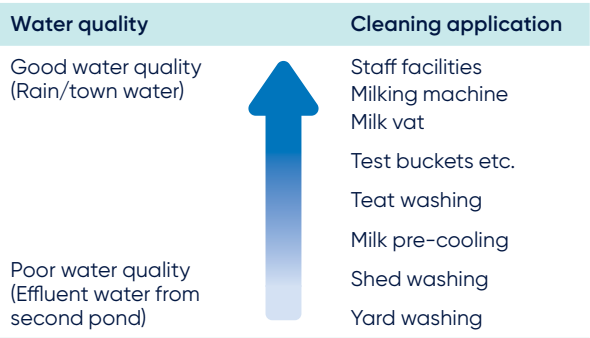 Water quality
Cleaning application
Good water quality
(Rain/town water)
Staff facilities
Milking machine
Milk vat
Test buckets etc.
Teat washing
Milk pre-cooling
Poor water quality
(Effluent water from
second pond)
Shed washing
Yard washing